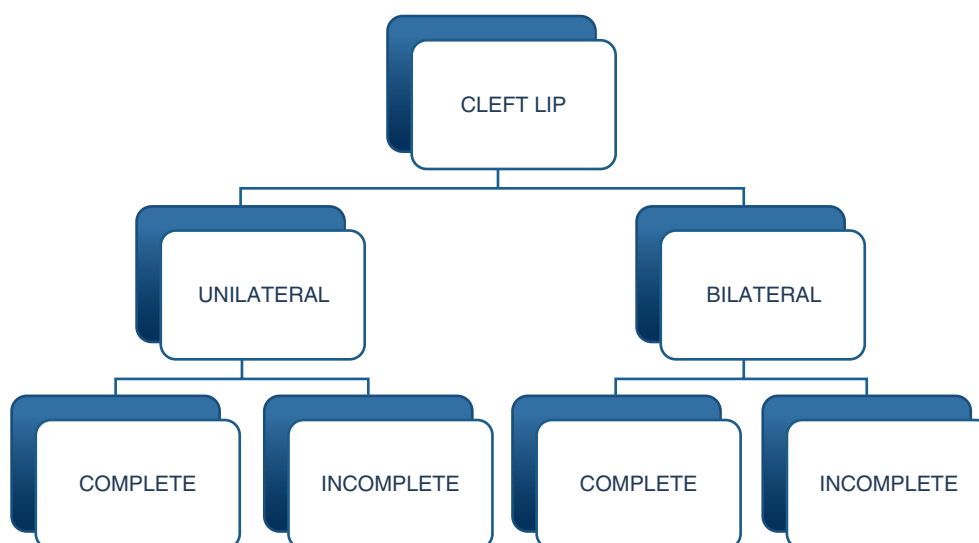 CLEFT LIP
UNILATERAL
BILATERAL
COMPLETE
INCOMPLETE
COMPLETE
INCOMPLETE